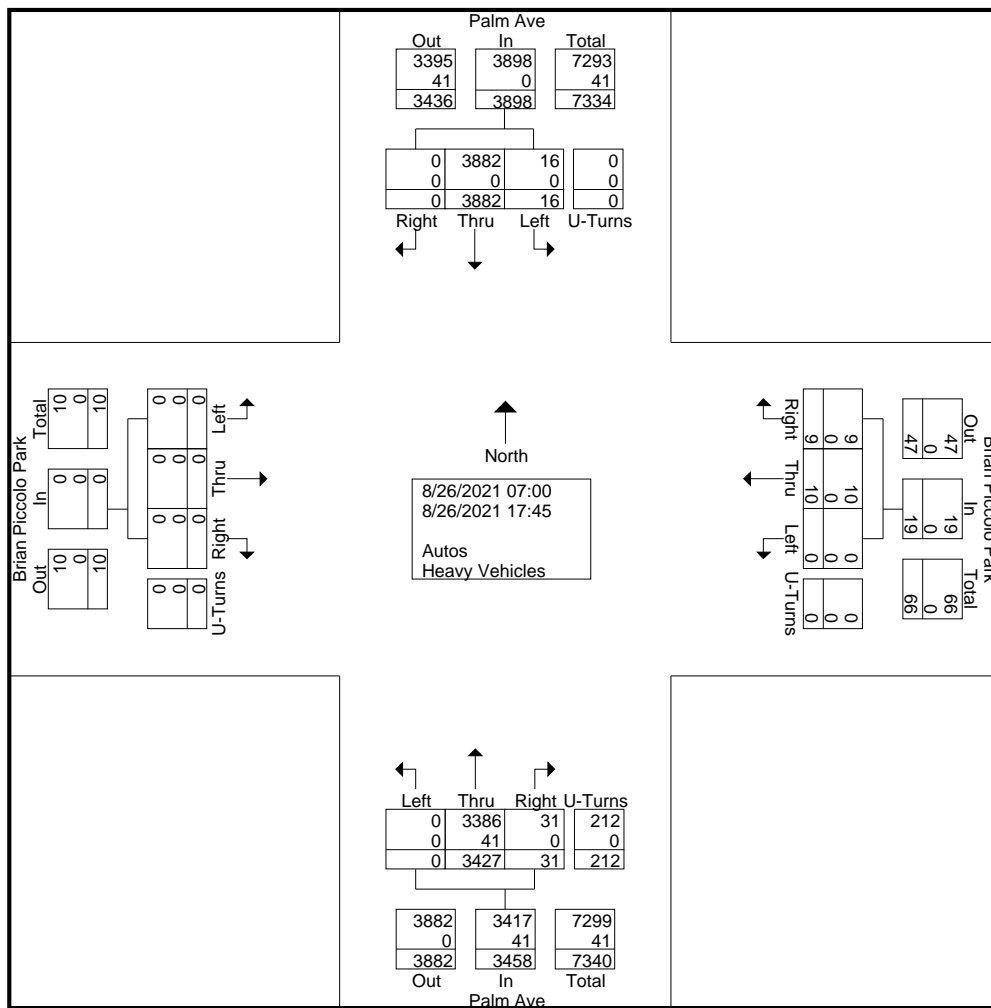 Palm Ave
Out In Total
3395 3898 7293
41 0 41
3436 3898 7334
0 3882 16 0
0 0 0 0
0 3882 16 0
Right Thru Left U-Turns
Brian Piccolo Park
Total In Out
10 0 10
0 0 0
10 0 10
0 0 0 0
0 0 0 0
0 0 0 0
Left Thru Right U-Turns
North
8/26/2021 07:00
8/26/2021 17:45
Autos
Heavy Vehicles
Right Thru Left U-Turns
9 10 0 0
0 0 0 0
9 10 0 0
47 19 66
0 0 0
47 19 66
Out In Total
Brian Piccolo Park
Left Thru Right U-Turns
0 3386 31 212
0 41 0 0
0 3427 31 212
3882 3417 7299
0 41 41
3882 3458 7340
Out In Total
Palm Ave